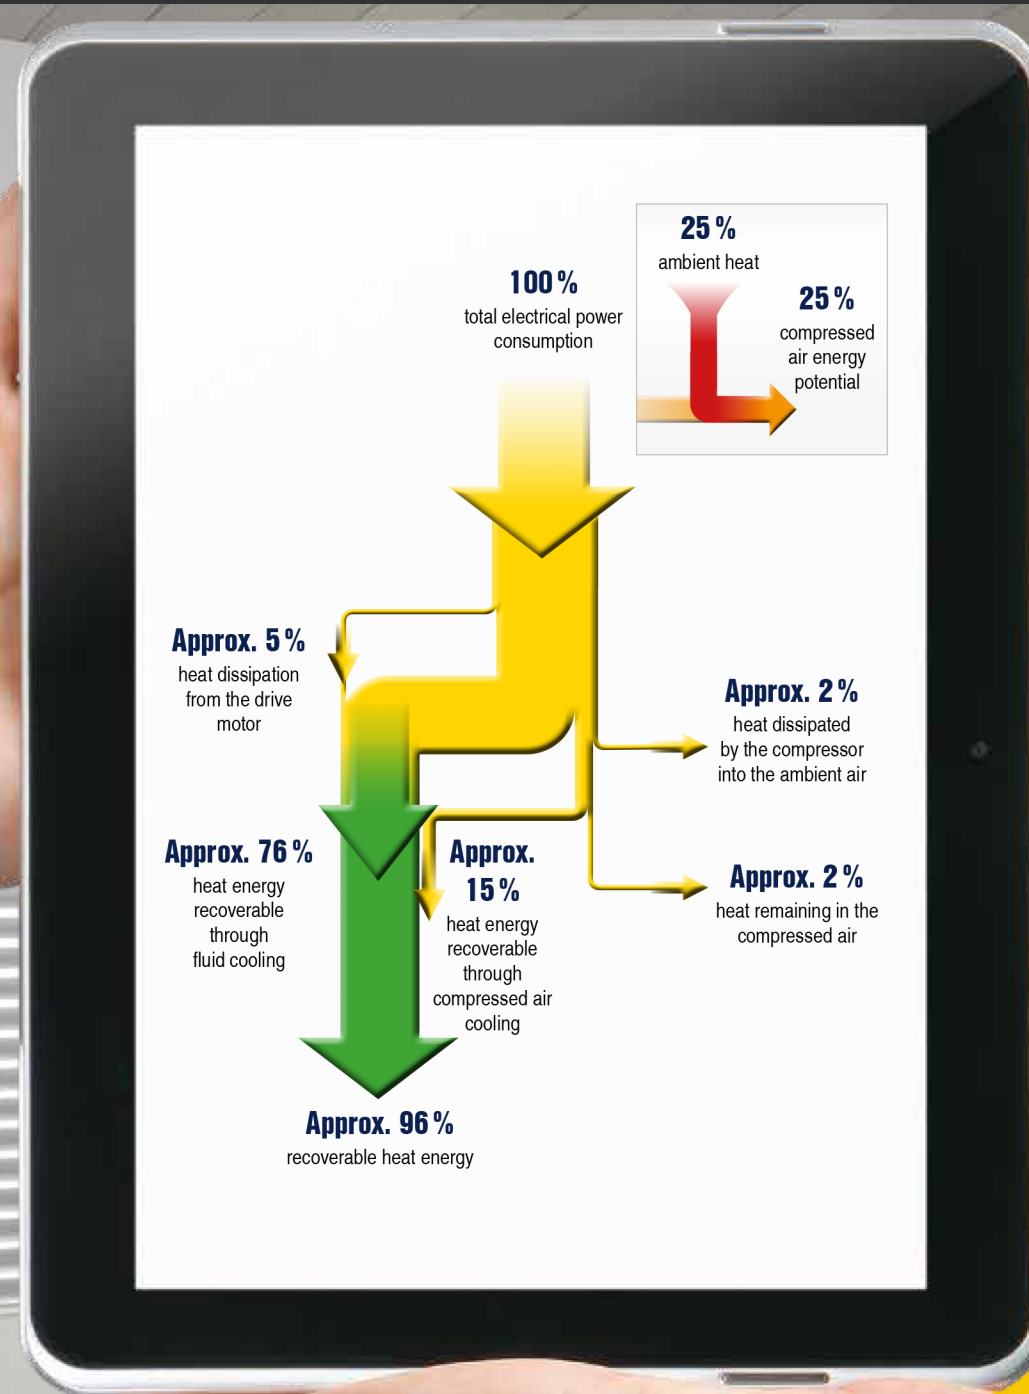 25 %
ambient heat
100 %
total electrical power
consumption
25 %
compressed
air energy
potential
Approx. 5 %
heat dissipation
from the drive
motor
Approx. 2 %
heat dissipated
by the compressor
into the ambient air
Approx. 76 %
heat energy
recoverable
through
fluid cooling
Approx.
15 %
heat energy
recoverable
through
compressed air
cooling
Approx. 2 %
heat remaining in the
compressed air
Approx. 96 %
recoverable heat energy